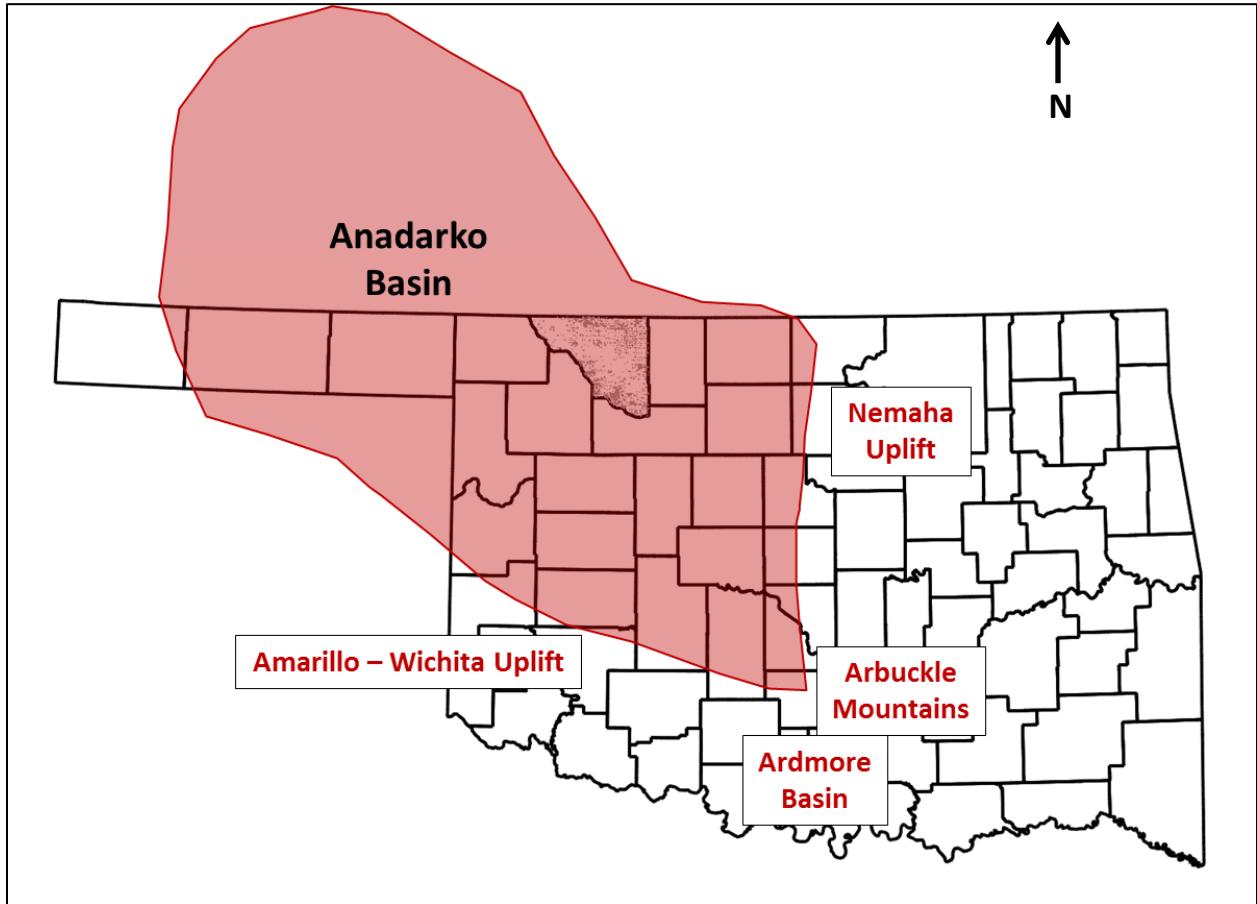 N
Anadarko
Basin
Nemaha
Uplift
Amarillo – Wichita Uplift
Arbuckle
Mountains
Ardmore
Basin